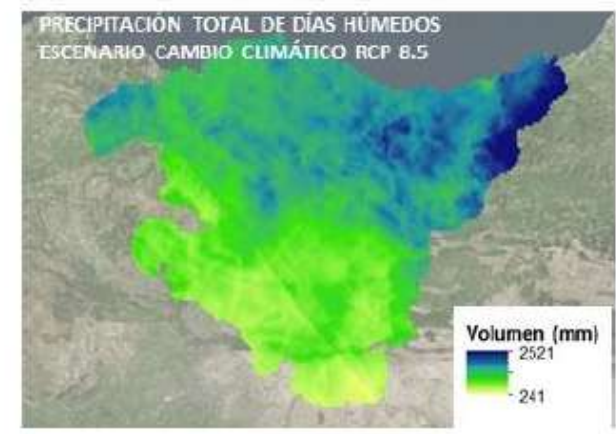 PRECIPITACIÓN TOTAL DE DÍAS HÚMEDOS
ESCENARIO CAMBIO CLIMÁTICO RCP 8.5
Volumen (mm)
2521
241